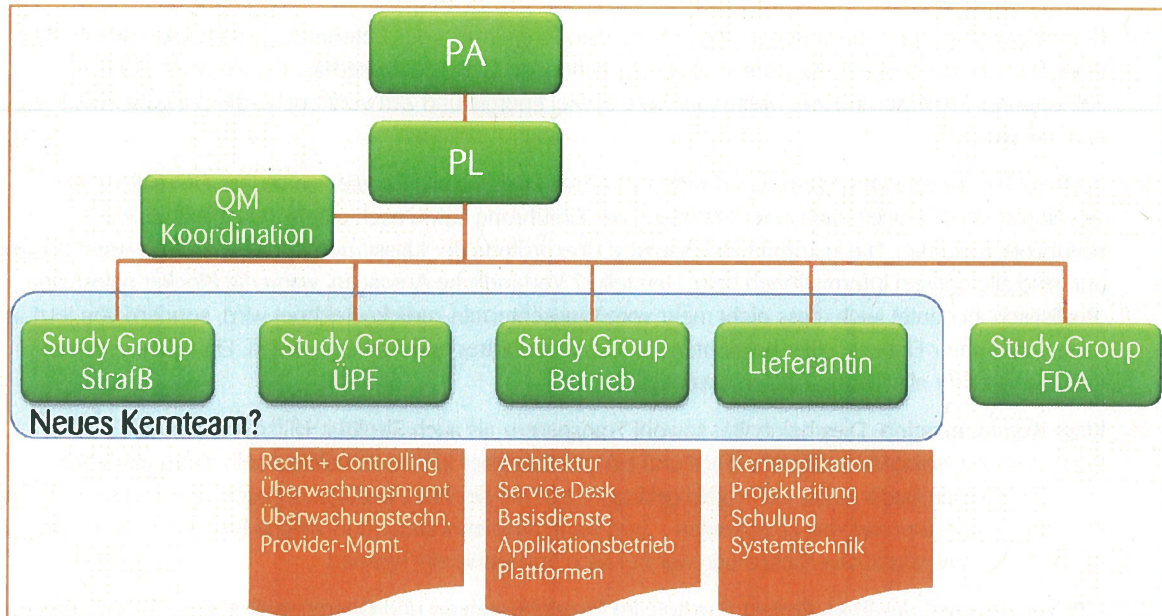 PA
PL
QM
Koordination
Study Group
StrafB
Study Group
ÜPF
Study Group
Betrieb
Lieferantin
Study Group
FDA
Neues Kernteam?
Recht + Controlling
Überwachungsmgmt
Überwachungstechn.
Provider-Mgmt.
Architektur
Service Desk
Basisdienste
Applikationsbetrieb
Plattformen
Kernapplikation
Projektleitung
Schulung
Systemtechnik